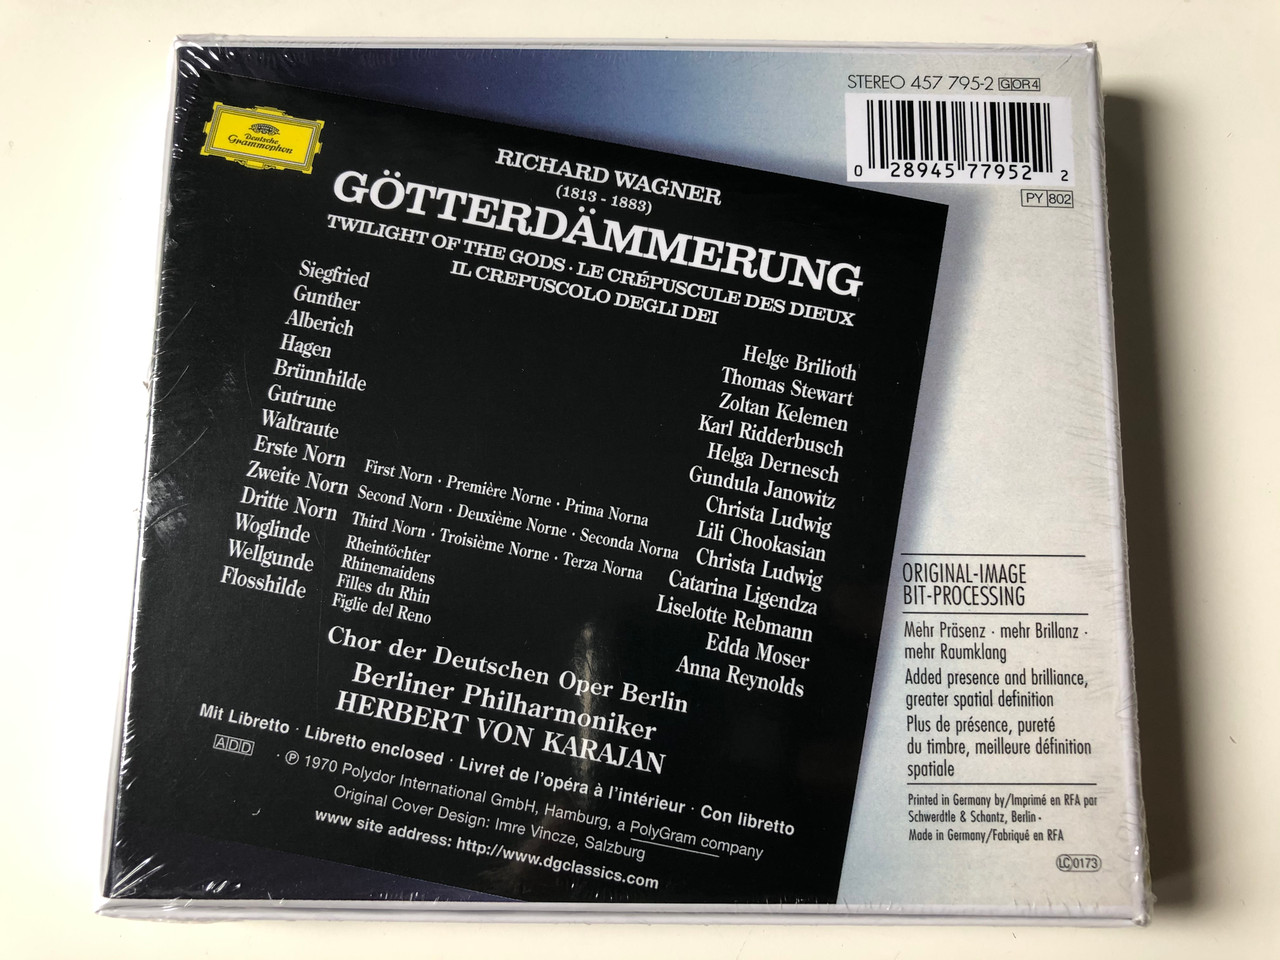 STEREO 457 795-2 GOR4
0 28945 77952 2
PY 802
Deutsche
Grammophon
RICHARD WAGNER
(1813 - 1883)
GÖTTERDÄMMERUNG
TWILIGHT OF THE GODS · LE CRÉPUSCULE DES DIEUX
IL CREPUSCOLO DEGLI DEI
Siegfried Helge Brilioth
Gunther Thomas Stewart
Alberich Zoltan Kelemen
Hagen Karl Ridderbusch
Brünnhilde Helga Dernesch
Gutrune Gundula Janowitz
Waltraute Christa Ludwig
Erste Norn First Norn · Première Norne · Prima Norna Lili Chookasian
Zweite Norn Second Norn · Deuxième Norne · Seconda Norna Christa Ludwig
Dritte Norn Third Norn · Troisième Norne · Terza Norna Catarina Ligendza
Woglinde Liselotte Rebmann
Wellgunde Edda Moser
Flosshilde Anna Reynolds
Rheintöchter
Rhinemaidens
Filles du Rhin
Figlie del Reno
Chor der Deutschen Oper Berlin
Berliner Philharmoniker
HERBERT VON KARAJAN
Mit Libretto · Libretto enclosed · Livret de l'opéra à l'intérieur · Con libretto
ADD · ℗ 1970 Polydor International GmbH, Hamburg, a PolyGram company
Original Cover Design: Imre Vincze, Salzburg
www site address: http://www.dgclassics.com
ORIGINAL-IMAGE
BIT-PROCESSING
Mehr Präsenz · mehr Brillanz ·
mehr Raumklang
Added presence and brilliance,
greater spatial definition
Plus de présence, pureté
du timbre, meilleure définition
spatiale
Printed in Germany by/Imprimé en RFA par
Schwerdtle & Schantz, Berlin ·
Made in Germany/Fabriqué en RFA
LC 0173